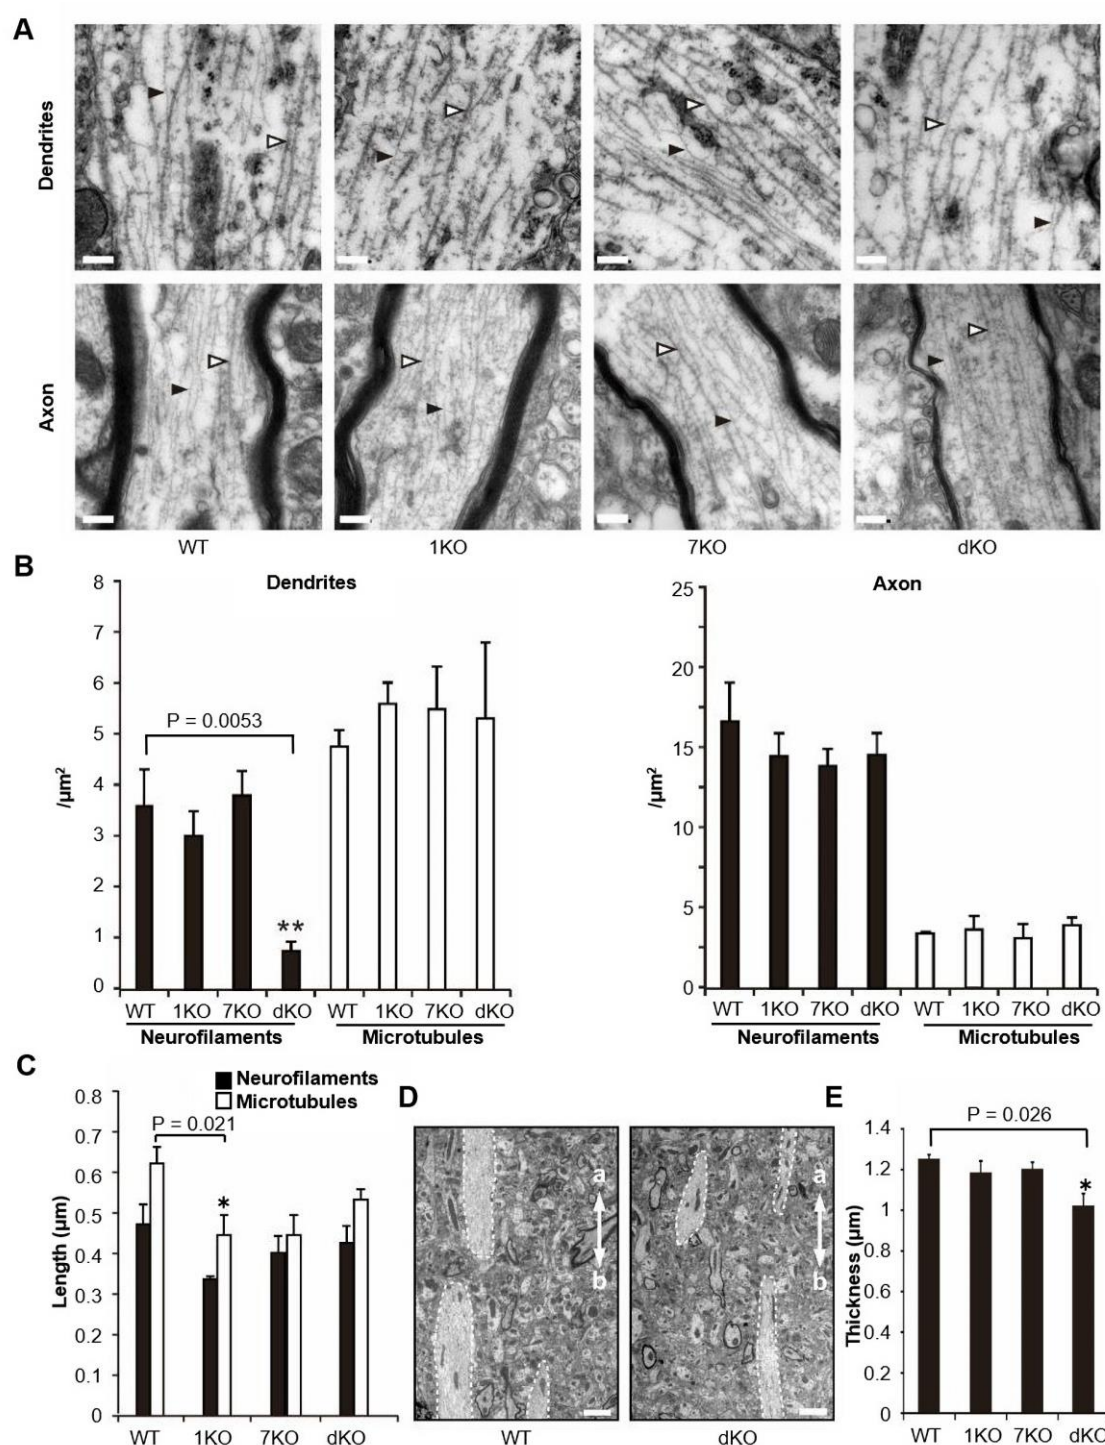 A
Dendrites
Axon
WT 1KO 7KO dKO
B
Dendrites
/µm²
8
7
6
5
4
3
2
1
0
P = 0.0053
**
WT 1KO 7KO dKO WT 1KO 7KO dKO
Neurofilaments Microtubules
Axon
/µm²
25
20
15
10
5
0
WT 1KO 7KO dKO WT 1KO 7KO dKO
Neurofilaments Microtubules
C
Neurofilaments
Microtubules
Length (µm)
0.8
0.7
0.6
0.5
0.4
0.3
0.2
0.1
0
P = 0.021
*
WT 1KO 7KO dKO
D
a
b
a
b
WT dKO
E
P = 0.026
Thickness (µm)
1.4
1.2
1
0.8
0.6
0.4
0.2
0
*
WT 1KO 7KO dKO